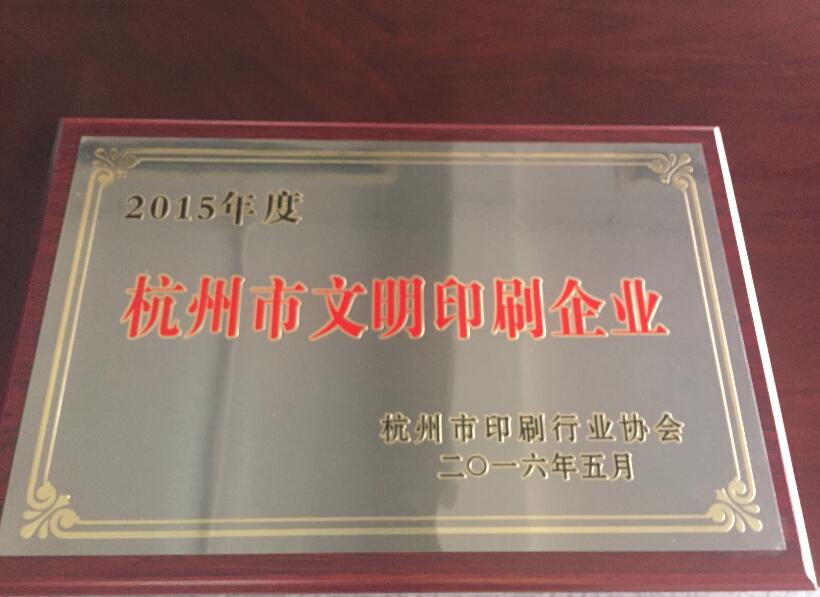 2015年度
杭州市文明印刷企业
杭州市印刷行业协会
二〇一六年五月